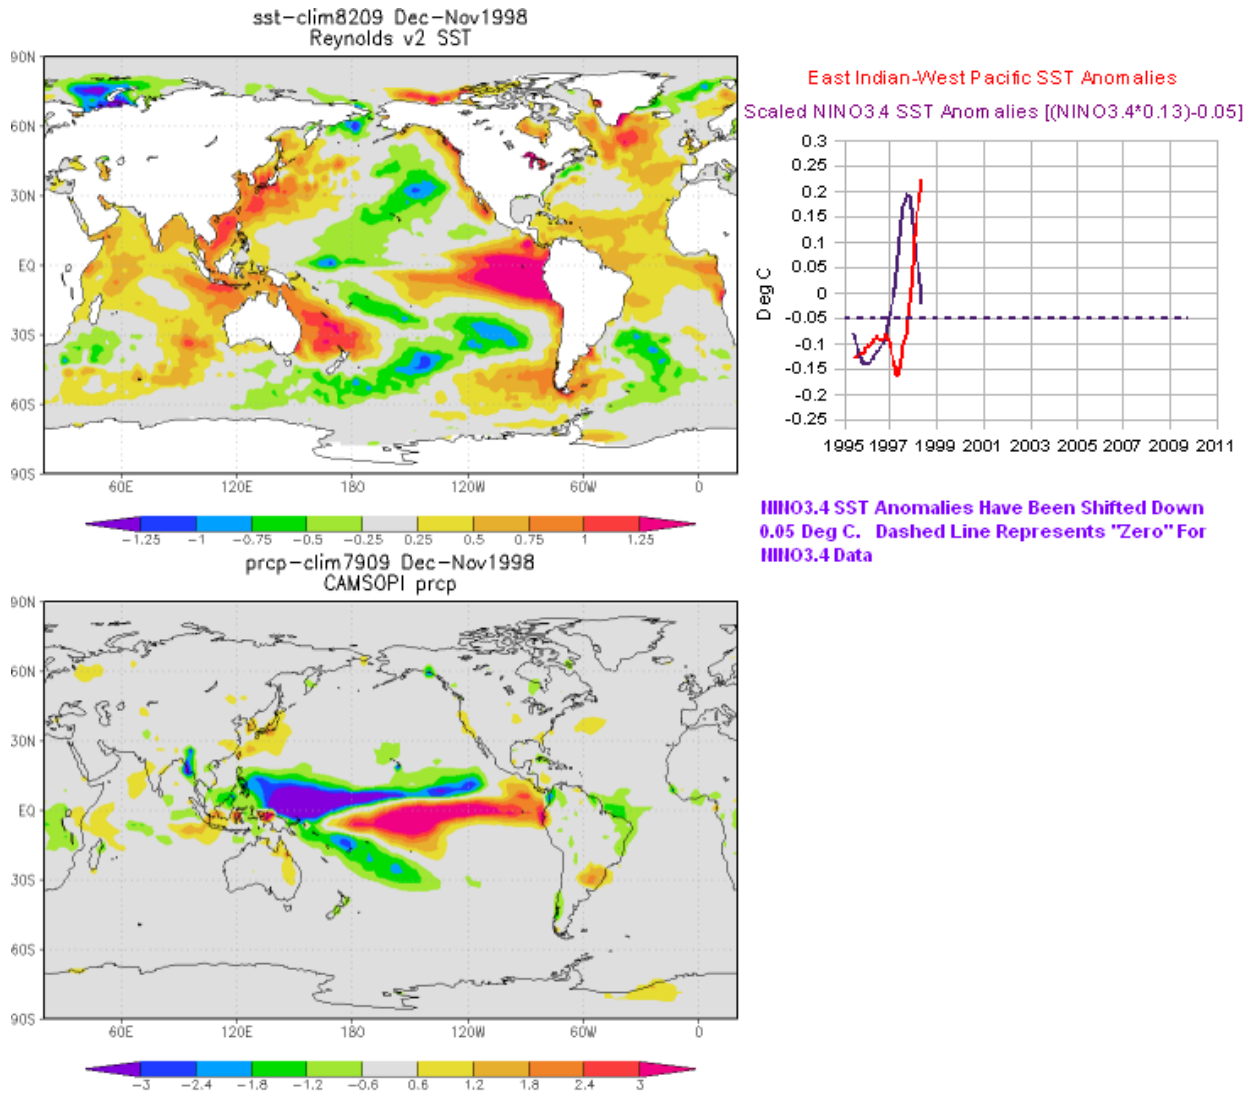 sst-clim8209 Dec-Nov1998
Reynolds v2 SST
90N
60N
30N
EQ
30S
60S
90S
60E 120E 180 120W 60W 0
-1.25 -1 -0.75 -0.5 -0.25 0.25 0.5 0.75 1 1.25
East Indian-West Pacific SST Anomalies
Scaled NINO3.4 SST Anomalies [(NINO3.4*0.13)-0.05]
Deg C
0.3
0.25
0.2
0.15
0.1
0.05
0
-0.05
-0.1
-0.15
-0.2
-0.25
1995 1997 1999 2001 2003 2005 2007 2009 2011
NINO3.4 SST Anomalies Have Been Shifted Down
0.05 Deg C. Dashed Line Represents "Zero" For
NINO3.4 Data
prcp-clim7909 Dec-Nov1998
CAMSOPI prcp
90N
60N
30N
EQ
30S
60S
90S
60E 120E 180 120W 60W 0
-3 -2.4 -1.8 -1.2 -0.6 0.6 1.2 1.8 2.4 3